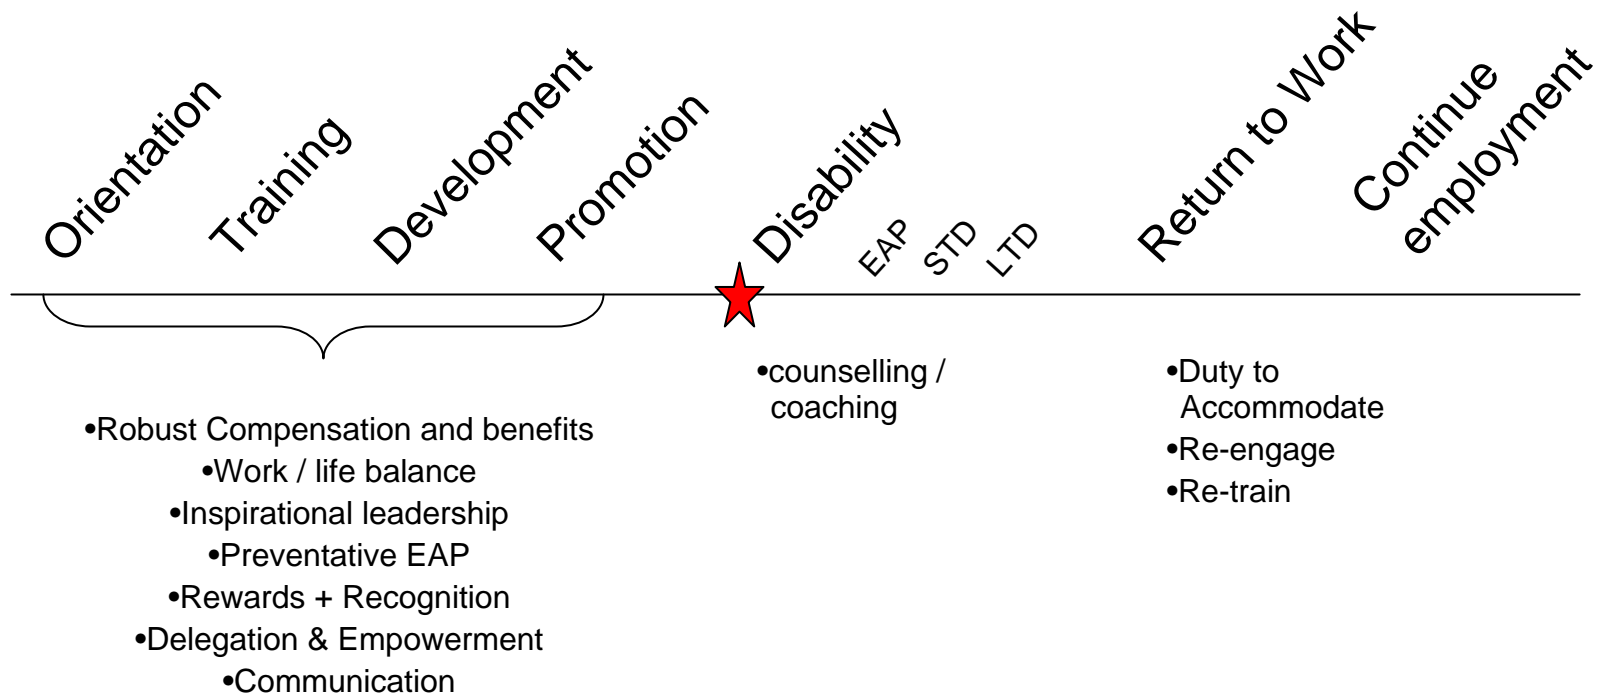 Orientation
Training
Development
Promotion
Disability
EAP
STD
LTD
Return to Work
Continue
employment
•counselling /
coaching
•Duty to
Accommodate
•Re-engage
•Re-train
•Robust Compensation and benefits
•Work / life balance
•Inspirational leadership
•Preventative EAP
•Rewards + Recognition
•Delegation & Empowerment
•Communication